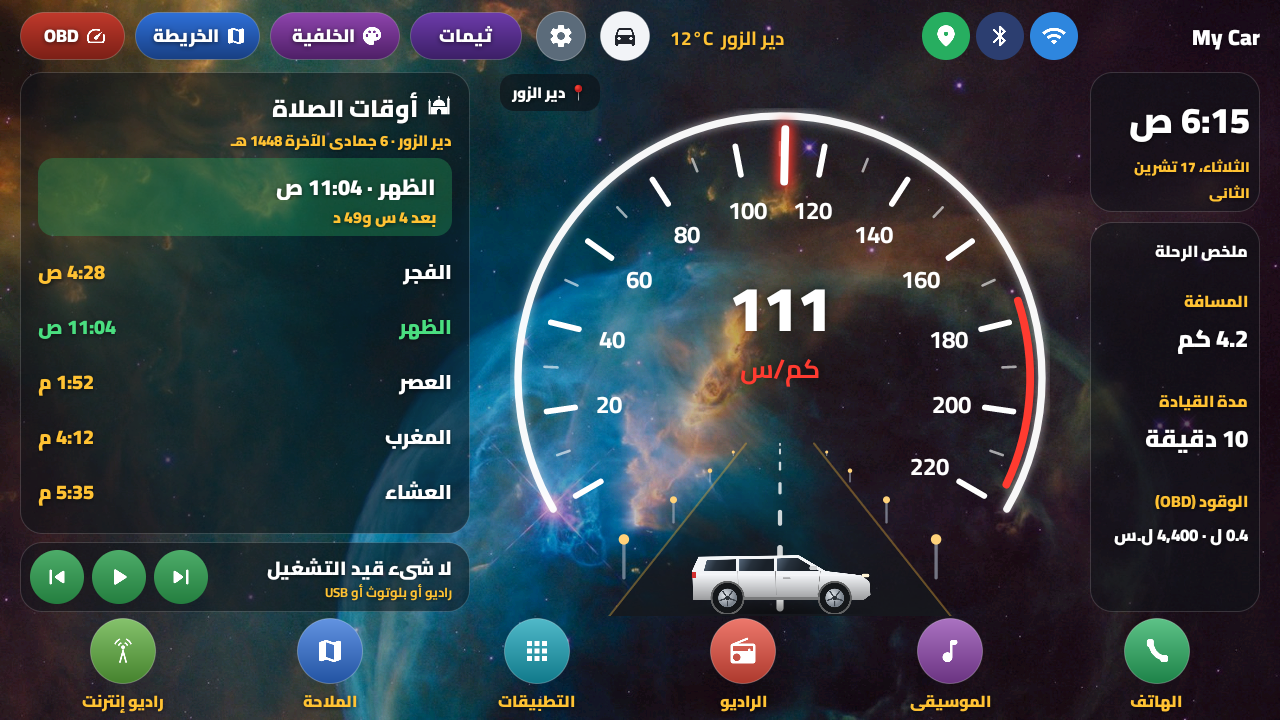 My Car
دير الزور 12°C
ثيمات
الخلفية
الخريطة
OBD
6:15 ص
الثلاثاء، 17 تشرين
الثاني
ملخص الرحلة
المسافة
4.2 كم
مدة القيادة
10 دقيقة
الوقود (OBD)
0.4 ل · 4,400 ل.س
📍 دير الزور
20
40
60
80
100
120
140
160
180
200
220
111
كم/س
أوقات الصلاة
دير الزور · 6 جمادى الآخرة 1448 هـ
الظهر · 11:04 ص
بعد 4 س و49 د
الفجر 4:28 ص
الظهر 11:04 ص
العصر 1:52 م
المغرب 4:12 م
العشاء 5:35 م
لا شيء قيد التشغيل
راديو أو بلوتوث أو USB
الهاتف
الموسيقى
الراديو
التطبيقات
الملاحة
راديو إنترنت